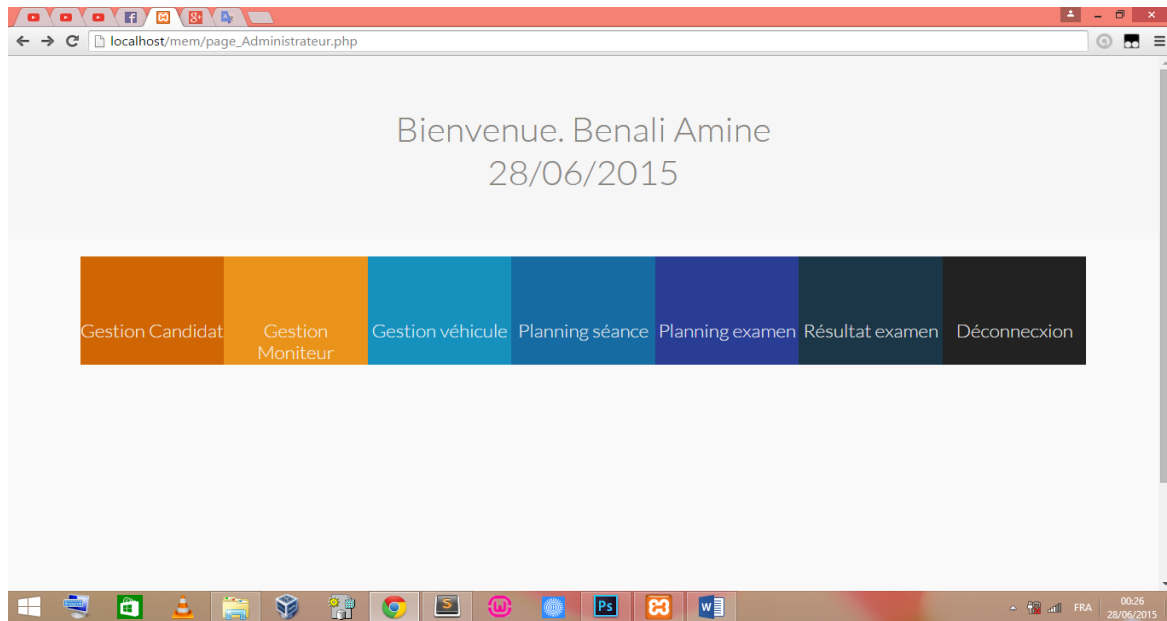 localhost/mem/page_Administrateur.php
Bienvenue. Benali Amine
28/06/2015
Gestion Candidat
Gestion
Moniteur
Gestion véhicule
Planning séance
Planning examen
Résultat examen
Déconnecxion
FRA
00:26
28/06/2015